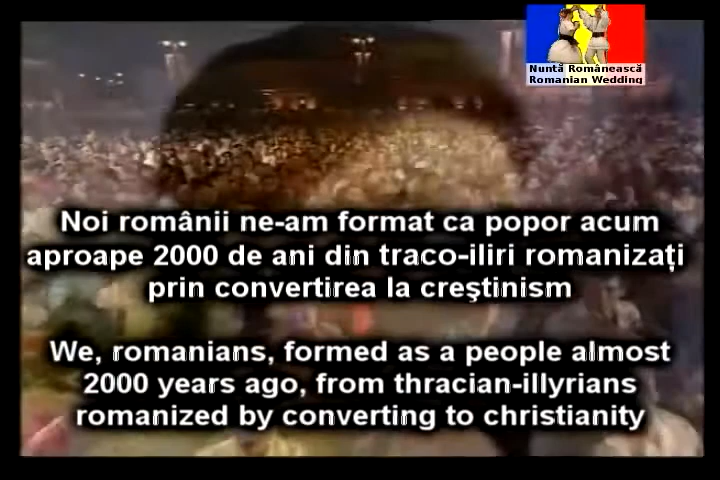 Nuntă Românească
Romanian Wedding
Noi românii ne-am format ca popor acum
aproape 2000 de ani din traco-iliri romanizați
prin convertirea la creştinism
We, romanians, formed as a people almost
2000 years ago, from thracian-illyrians
romanized by converting to christianity